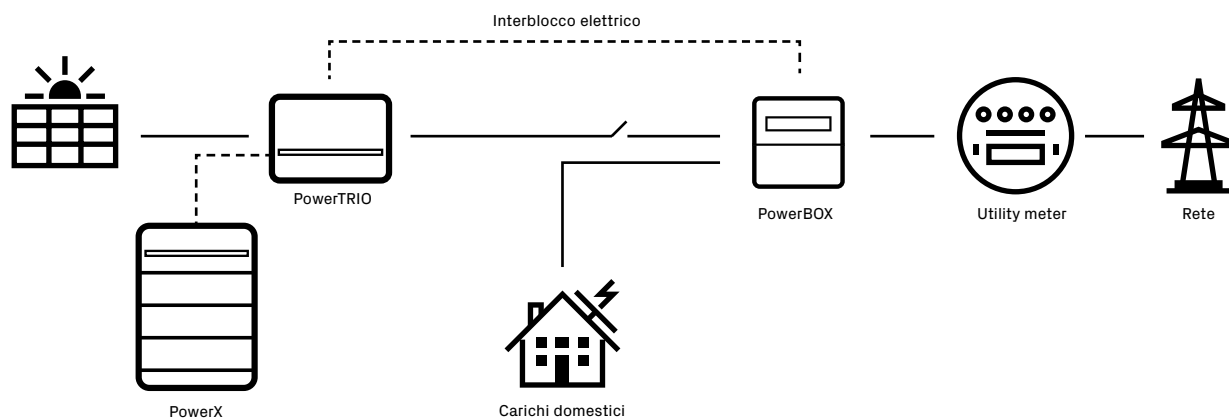 Interblocco elettrico
PowerTRIO
PowerBOX
Utility meter
Rete
PowerX
Carichi domestici